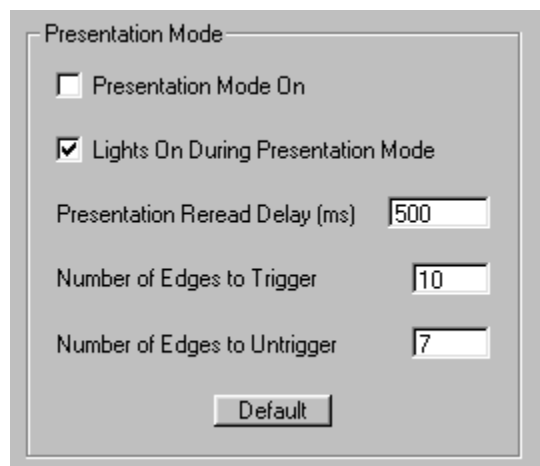 Presentation Mode
Presentation Mode On
Lights On During Presentation Mode
Presentation Reread Delay (ms) 500
Number of Edges to Trigger 10
Number of Edges to Untrigger 7
Default